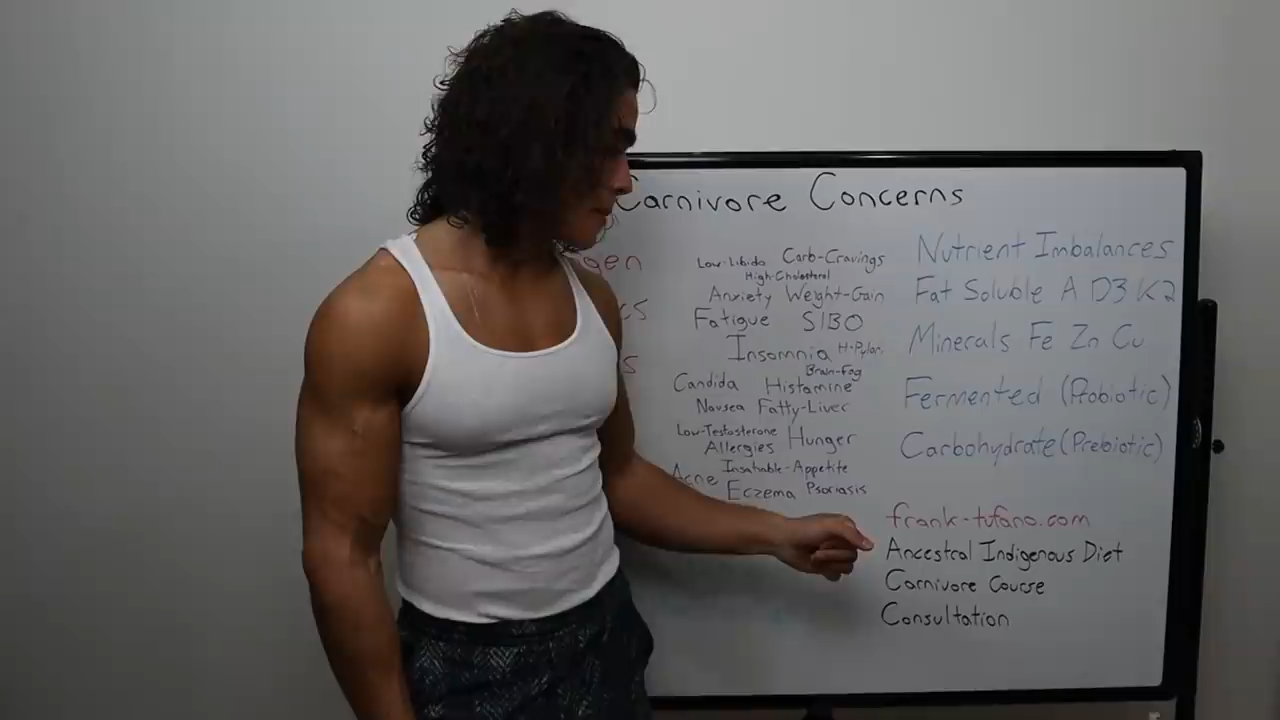 Carnivore Concerns
Low-Libido Carb-Cravings
High-Cholesterol
Anxiety Weight-Gain
Fatigue SIBO
Insomnia H-Pylori
Brain-Fog
Candida Histamine
Nausea Fatty-Liver
Low-Testosterone
Allergies Hunger
Insatiable-Appetite
Acne
Eczema Psoriasis
Nutrient Imbalances
Fat Soluble A D3 K2
Minerals Fe Zn Cu
Fermented (Probiotic)
Carbohydrate (Prebiotic)
frank-tufano.com
Ancestral Indigenous Diet
Carnivore Course
Consultation